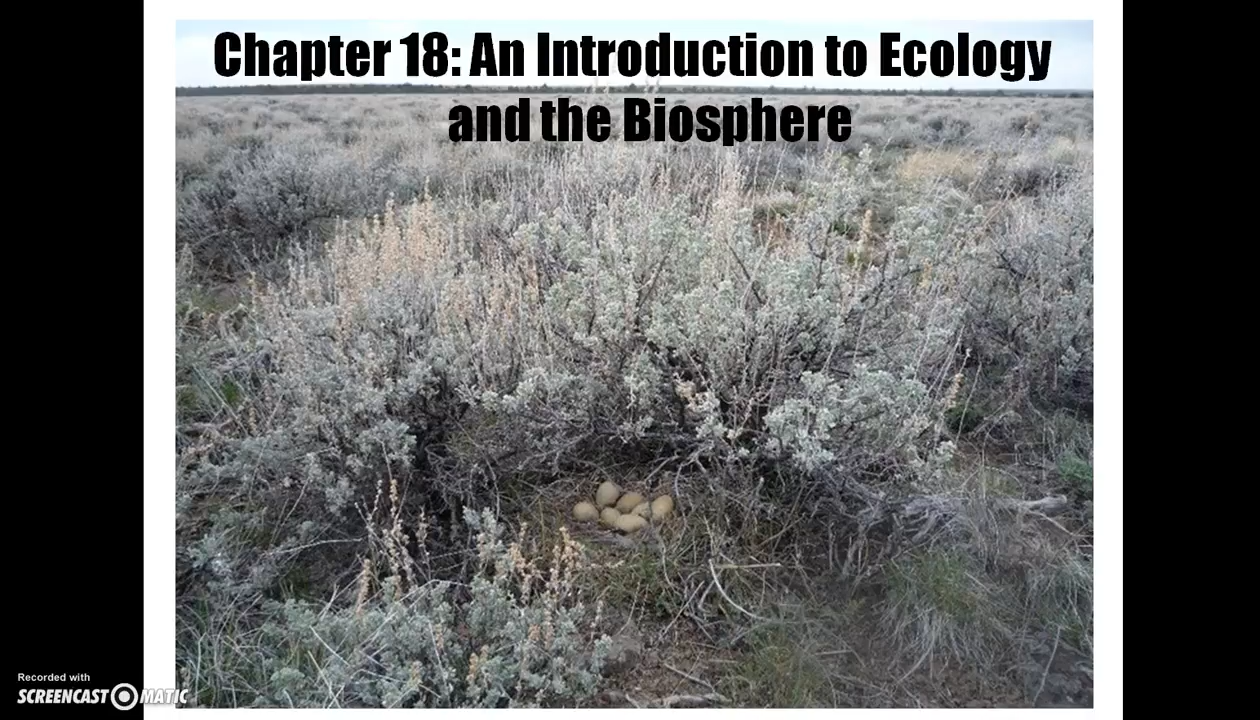 Chapter 18: An Introduction to Ecology
and the Biosphere
Recorded with
SCREENCAST O MATIC